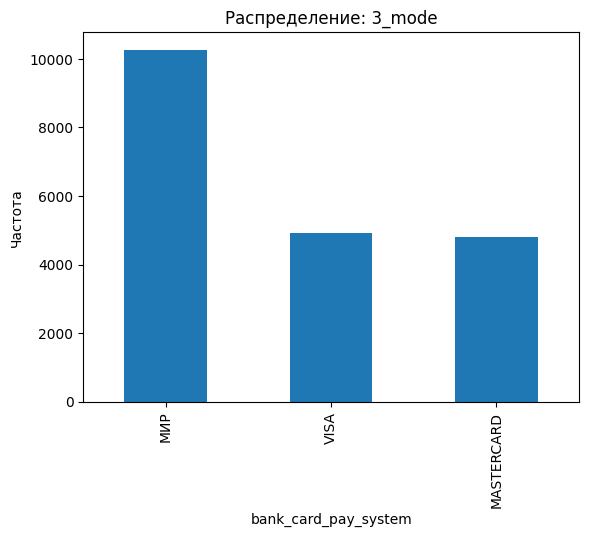 Распределение: 3_mode
Частота
10000
8000
6000
4000
2000
0
МИР
VISA
MASTERCARD
bank_card_pay_system